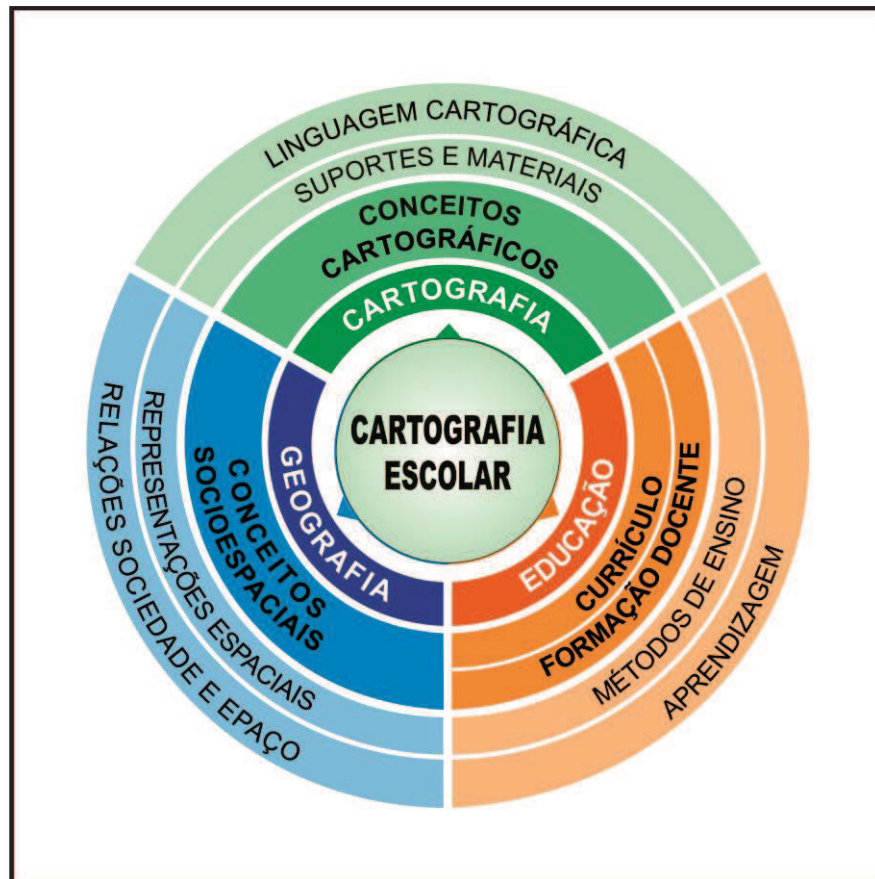 LINGUAGEM CARTOGRÁFICA
SUPORTES E MATERIAIS
CONCEITOS
CARTOGRÁFICOS
CARTOGRAFIA
CARTOGRAFIA
ESCOLAR
GEOGRAFIA
CONCEITOS
SOCIOESPACIAIS
REPRESENTAÇÕES ESPACIAIS
RELAÇÕES SOCIEDADE E EPAÇO
EDUCAÇÃO
CURRÍCULO
FORMAÇÃO DOCENTE
MÉTODOS DE ENSINO
APRENDIZAGEM